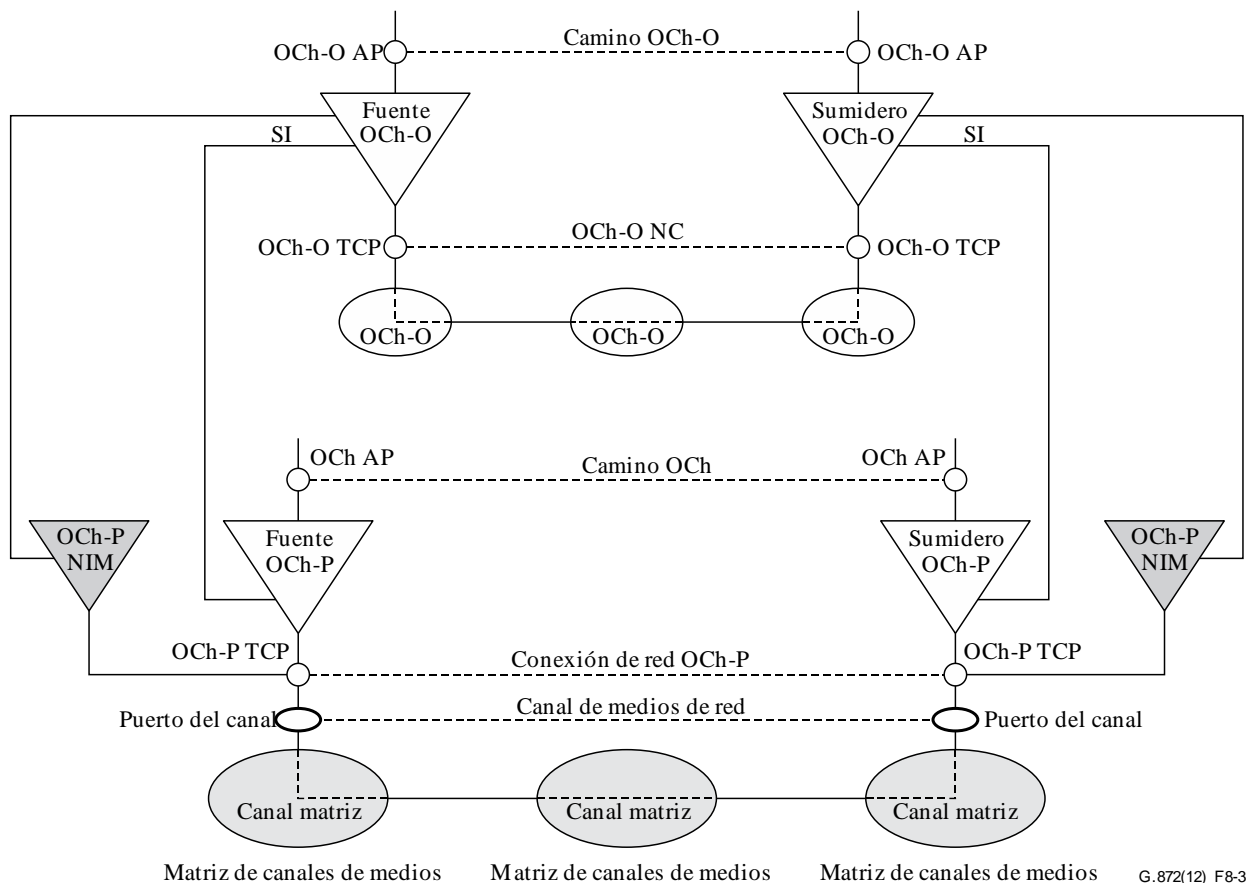 Camino OCh-O
OCh-O AP
OCh-O AP
Fuente
OCh-O
Sumidero
OCh-O
SI
SI
OCh-O NC
OCh-O TCP
OCh-O TCP
OCh-O
OCh-O
OCh-O
OCh AP
Camino OCh
OCh AP
OCh-P
NIM
Fuente
OCh-P
Sumidero
OCh-P
OCh-P
NIM
OCh-P TCP
Conexión de red OCh-P
OCh-P TCP
Puerto del canal
Canal de medios de red
Puerto del canal
Canal matriz
Canal matriz
Canal matriz
Matriz de canales de medios
Matriz de canales de medios
Matriz de canales de medios
G.872(12)_F8-3